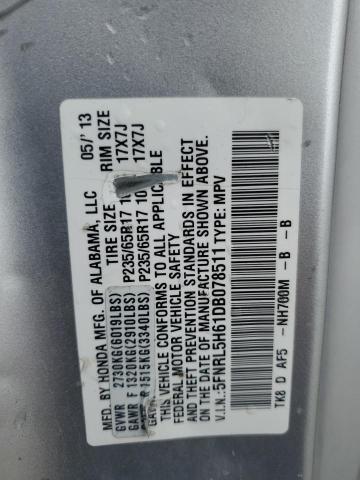 MFD. BY HONDA MFG. OF ALABAMA, LLC 05/'13
TIRE SIZE RIM SIZE
GVWR 2730KG(6019LBS)
GAWR F 1320KG(2910LBS) P235/65R17 10 17X7J
R 1515KG(3340LBS) P235/65R17 10 17X7J
THIS VEHICLE CONFORMS TO ALL APPLICABLE
FEDERAL MOTOR VEHICLE SAFETY
AND THEFT PREVENTION STANDARDS IN EFFECT
ON THE DATE OF MANUFACTURE SHOWN ABOVE.
V.I.N.:5FNRL5H61DB078511 TYPE: MPV
TK8 D AF5 -NH700M -B -B